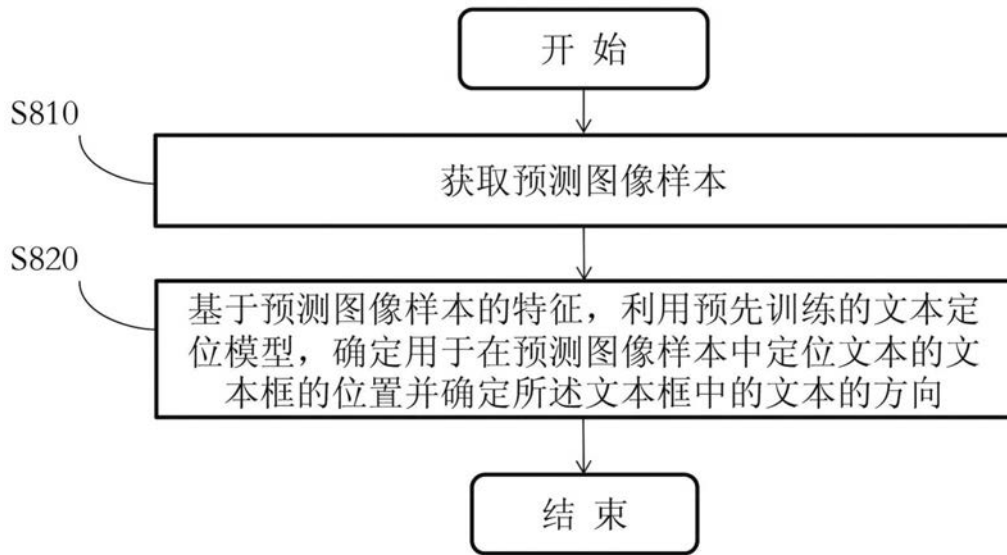 开 始
S810
获取预测图像样本
S820
基于预测图像样本的特征，利用预先训练的文本定
位模型，确定用于在预测图像样本中定位文本的文
本框的位置并确定所述文本框中的文本的方向
结 束